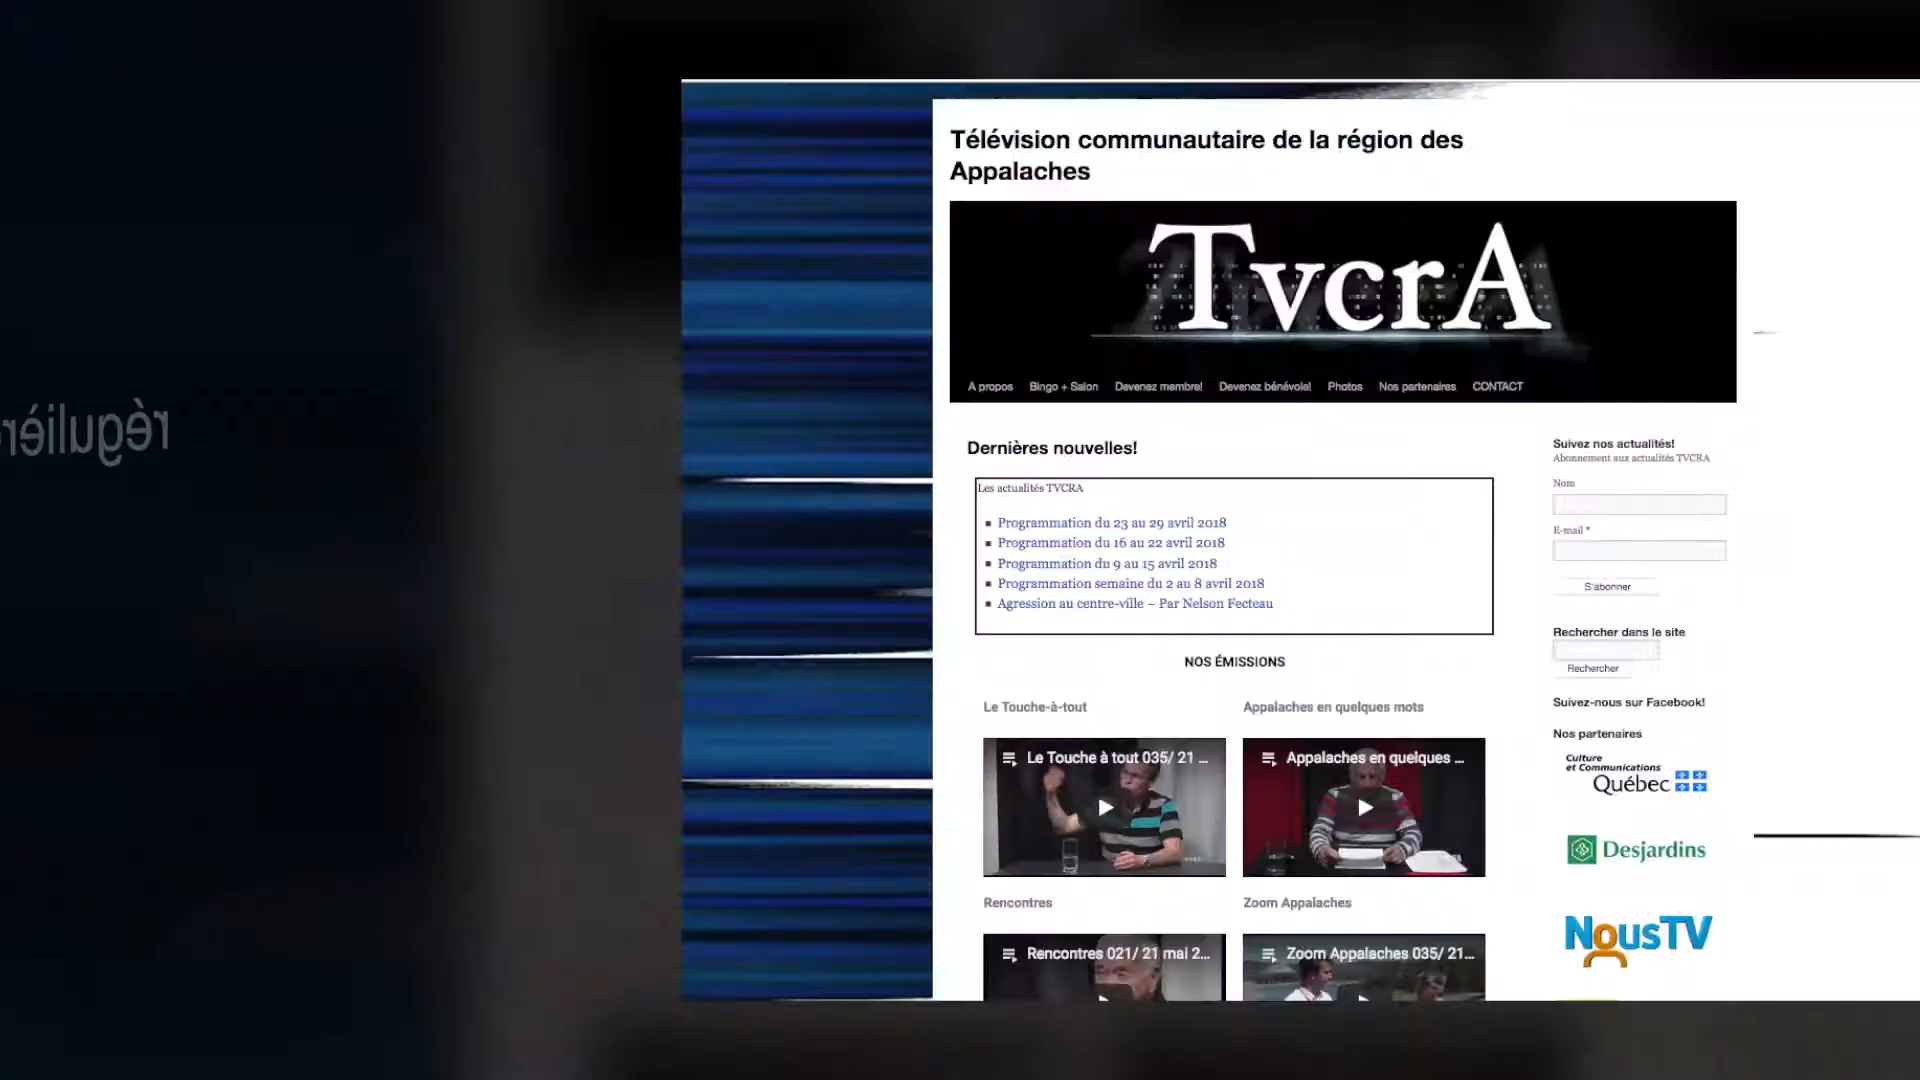 réguliér
Télévision communautaire de la région des
Appalaches
TvcrA
A propos Bingo + Salon Devenez membre! Devenez bénévole! Photos Nos partenaires CONTACT
Dernières nouvelles!
Les actualités TVCRA
Programmation du 23 au 29 avril 2018
Programmation du 16 au 22 avril 2018
Programmation du 9 au 15 avril 2018
Programmation semaine du 2 au 8 avril 2018
Agression au centre-ville – Par Nelson Fecteau
NOS ÉMISSIONS
Le Touche-à-tout
Appalaches en quelques mots
Le Touche à tout 035/ 21 ...
Appalaches en quelques ...
Rencontres
Zoom Appalaches
Rencontres 021/ 21 mai 2...
Zoom Appalaches 035/ 21...
Suivez nos actualités!
Abonnement aux actualités TVCRA
Nom
E-mail *
S'abonner
Rechercher dans le site
Rechercher
Suivez-nous sur Facebook!
Nos partenaires
Culture
et Communications
Québec
Desjardins
NousTV